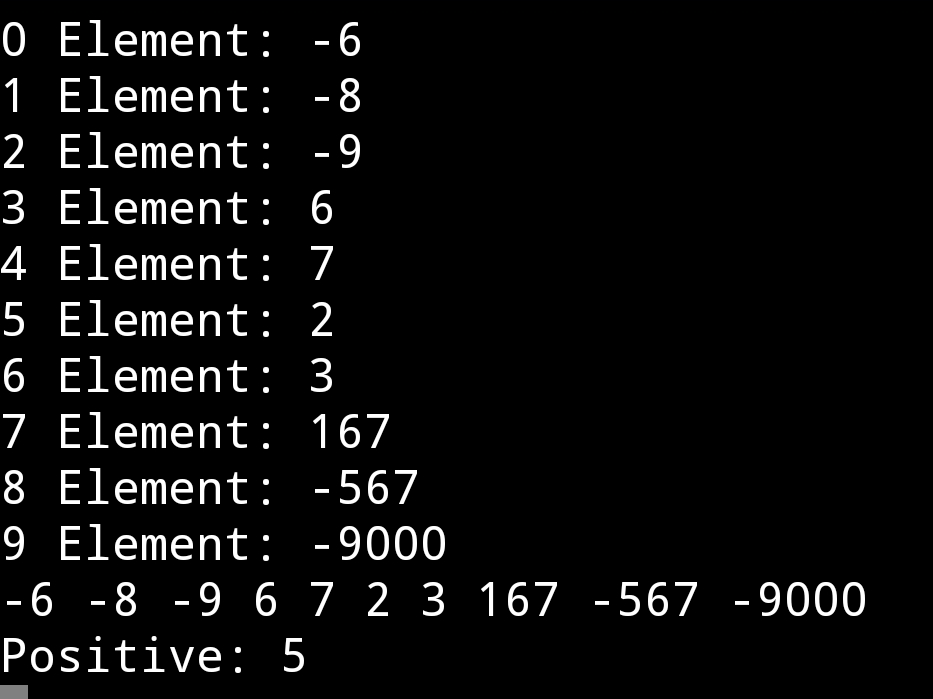 0 Element: -6
1 Element: -8
2 Element: -9
3 Element: 6
4 Element: 7
5 Element: 2
6 Element: 3
7 Element: 167
8 Element: -567
9 Element: -9000
-6 -8 -9 6 7 2 3 167 -567 -9000
Positive: 5